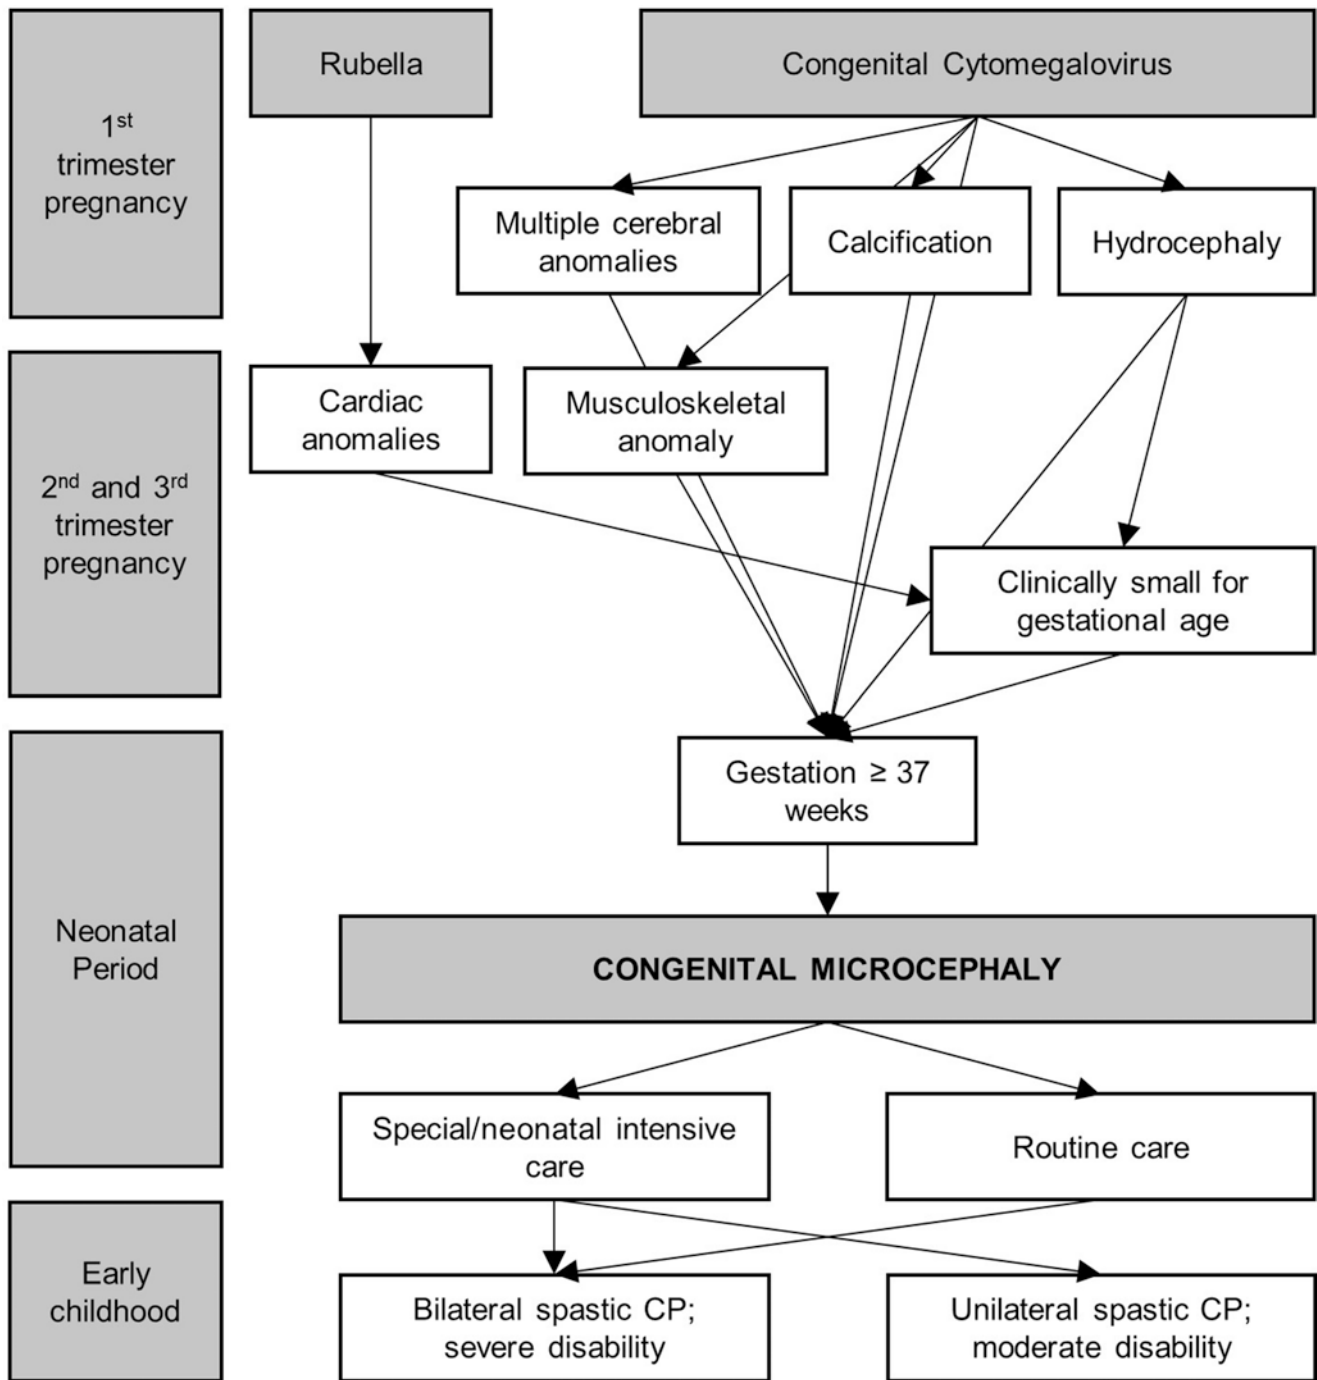 1st
trimester
pregnancy
Rubella
Congenital Cytomegalovirus
Multiple cerebral
anomalies
Calcification
Hydrocephaly
2nd and 3rd
trimester
pregnancy
Cardiac
anomalies
Musculoskeletal
anomaly
Clinically small for
gestational age
Neonatal
Period
Gestation ≥ 37
weeks
CONGENITAL MICROCEPHALY
Special/neonatal intensive
care
Routine care
Early
childhood
Bilateral spastic CP;
severe disability
Unilateral spastic CP;
moderate disability